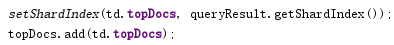 setShardIndex(td.topDocs, queryResult.getShardIndex());
topDocs.add(td.topDocs);